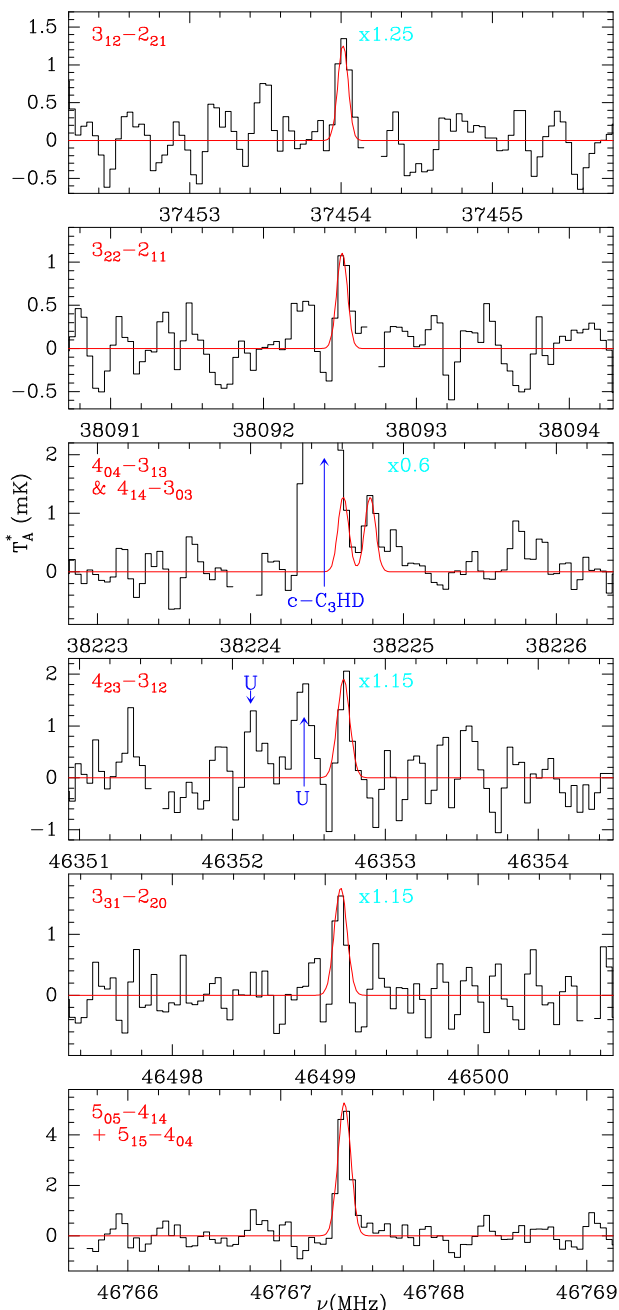 3₁₂−2₂₁ x1.25
1.5
1
0.5
0
−0.5
37453 37454 37455
3₂₂−2₁₁
1
0.5
0
−0.5
38091 38092 38093 38094
4₀₄−3₁₃ x0.6
& 4₁₄−3₀₃
2
1
0
T*A (mK)
c−C₃HD
38223 38224 38225 38226
4₂₃−3₁₂ U x1.15
2
1
0
−1
U
46351 46352 46353 46354
3₃₁−2₂₀ x1.15
1
0
46498 46499 46500
5₀₅−4₁₄
+ 5₁₅−4₀₄
4
2
0
46766 46767 46768 46769
ν(MHz)